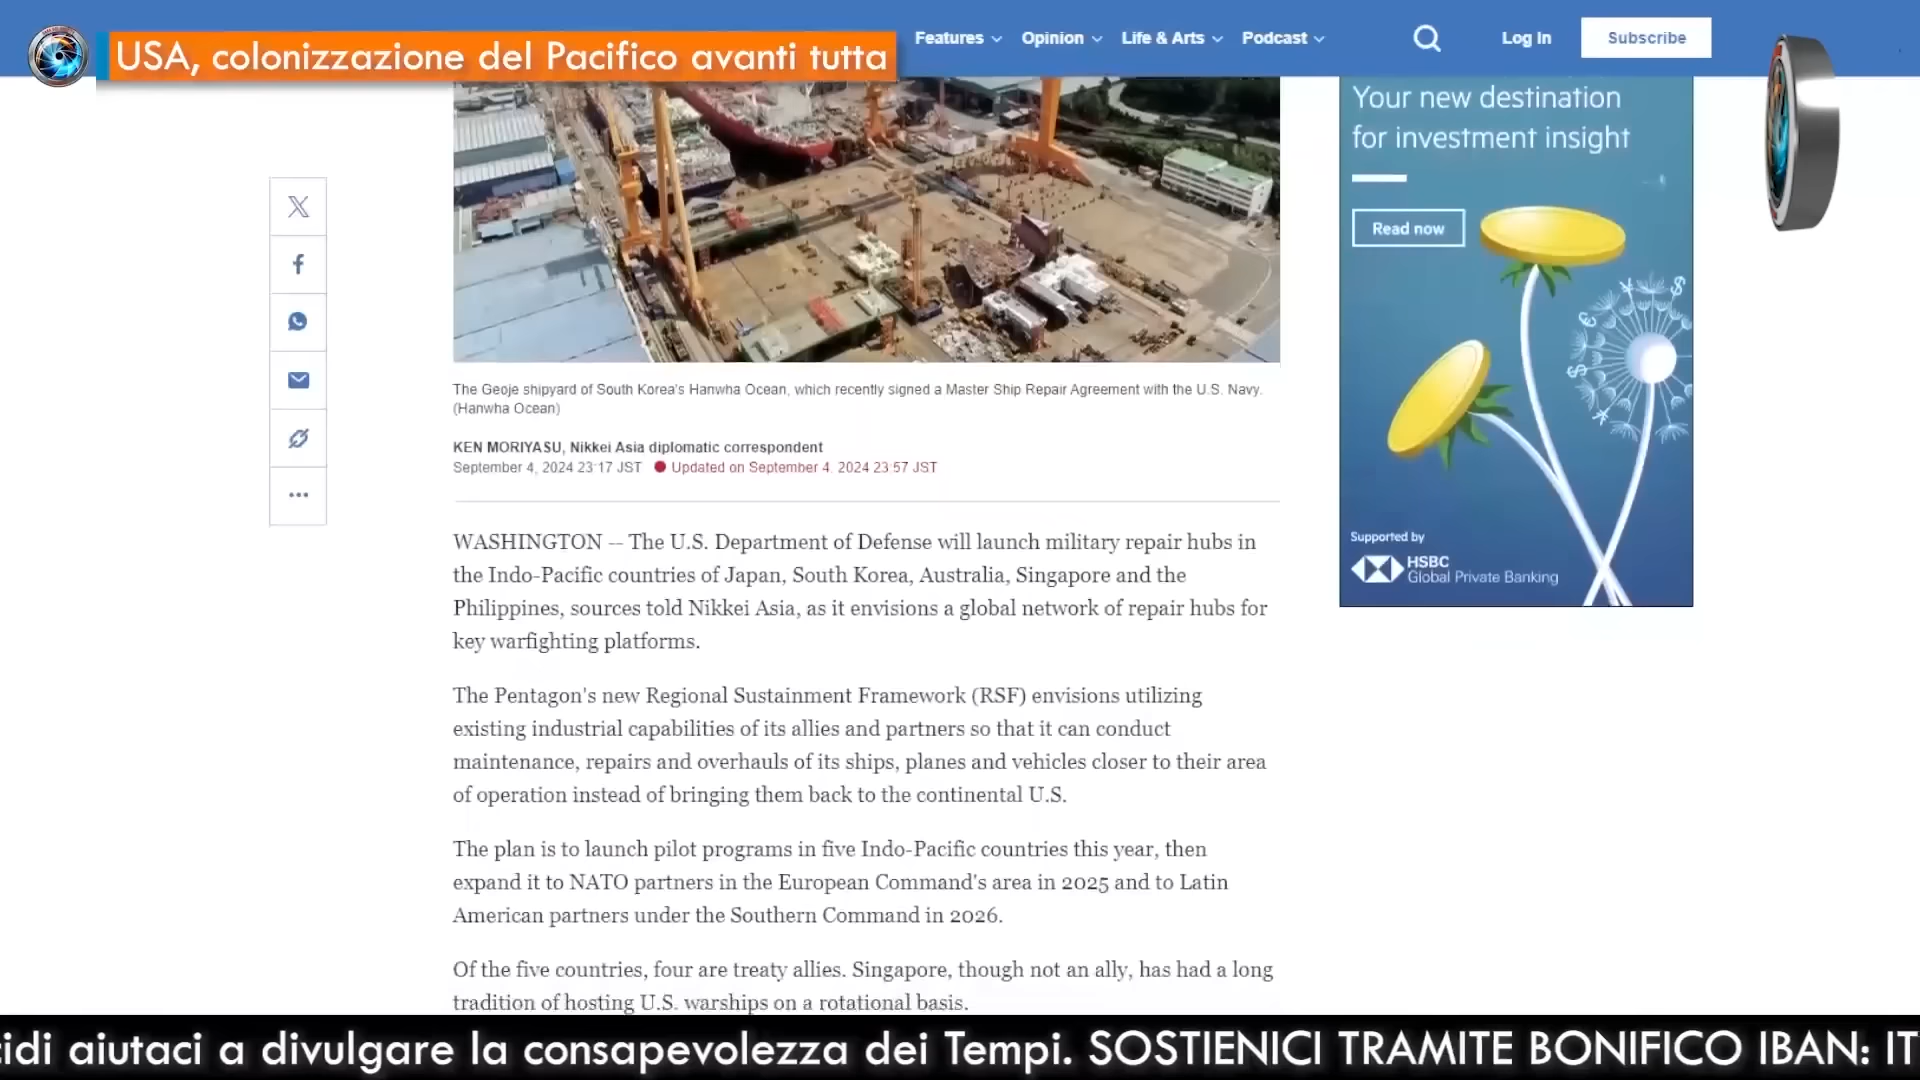 USA, colonizzazione del Pacifico avanti tutta
Features
Opinion
Life & Arts
Podcast
Log In
Subscribe
Your new destination
for investment insight
Read now
Supported by
HSBC
Global Private Banking
The Geoje shipyard of South Korea's Hanwha Ocean, which recently signed a Master Ship Repair Agreement with the U.S. Navy.
(Hanwha Ocean)
KEN MORIYASU, Nikkei Asia diplomatic correspondent
September 4, 2024 23:17 JST Updated on September 4, 2024 23:57 JST
WASHINGTON -- The U.S. Department of Defense will launch military repair hubs in
the Indo-Pacific countries of Japan, South Korea, Australia, Singapore and the
Philippines, sources told Nikkei Asia, as it envisions a global network of repair hubs for
key warfighting platforms.
The Pentagon's new Regional Sustainment Framework (RSF) envisions utilizing
existing industrial capabilities of its allies and partners so that it can conduct
maintenance, repairs and overhauls of its ships, planes and vehicles closer to their area
of operation instead of bringing them back to the continental U.S.
The plan is to launch pilot programs in five Indo-Pacific countries this year, then
expand it to NATO partners in the European Command's area in 2025 and to Latin
American partners under the Southern Command in 2026.
Of the five countries, four are treaty allies. Singapore, though not an ally, has had a long
tradition of hosting U.S. warships on a rotational basis.
idi aiutaci a divulgare la consapevolezza dei Tempi. SOSTIENICI TRAMITE BONIFICO IBAN: IT